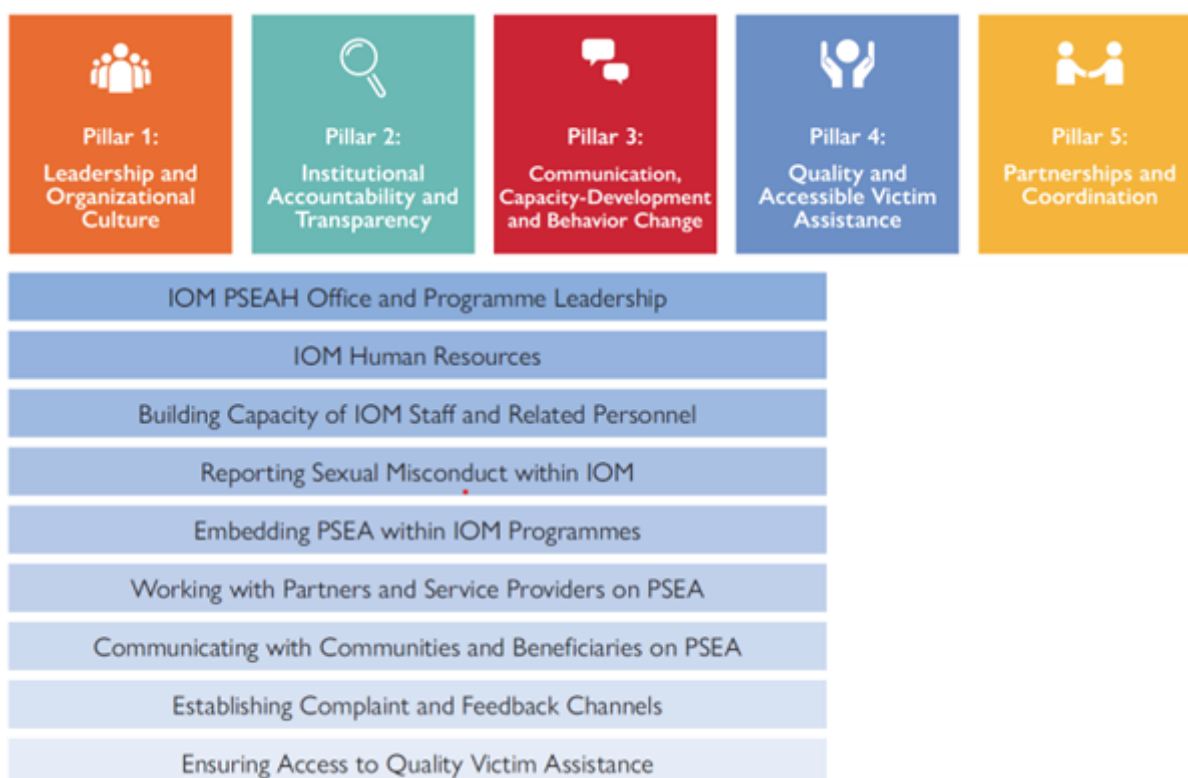 Pillar 1:
Leadership and
Organizational
Culture
Pillar 2:
Institutional
Accountability and
Transparency
Pillar 3:
Communication,
Capacity-Development
and Behavior Change
Pillar 4:
Quality and
Accessible Victim
Assistance
Pillar 5:
Partnerships and
Coordination
IOM PSEAH Office and Programme Leadership
IOM Human Resources
Building Capacity of IOM Staff and Related Personnel
Reporting Sexual Misconduct within IOM
Embedding PSEA within IOM Programmes
Working with Partners and Service Providers on PSEA
Communicating with Communities and Beneficiaries on PSEA
Establishing Complaint and Feedback Channels
Ensuring Access to Quality Victim Assistance